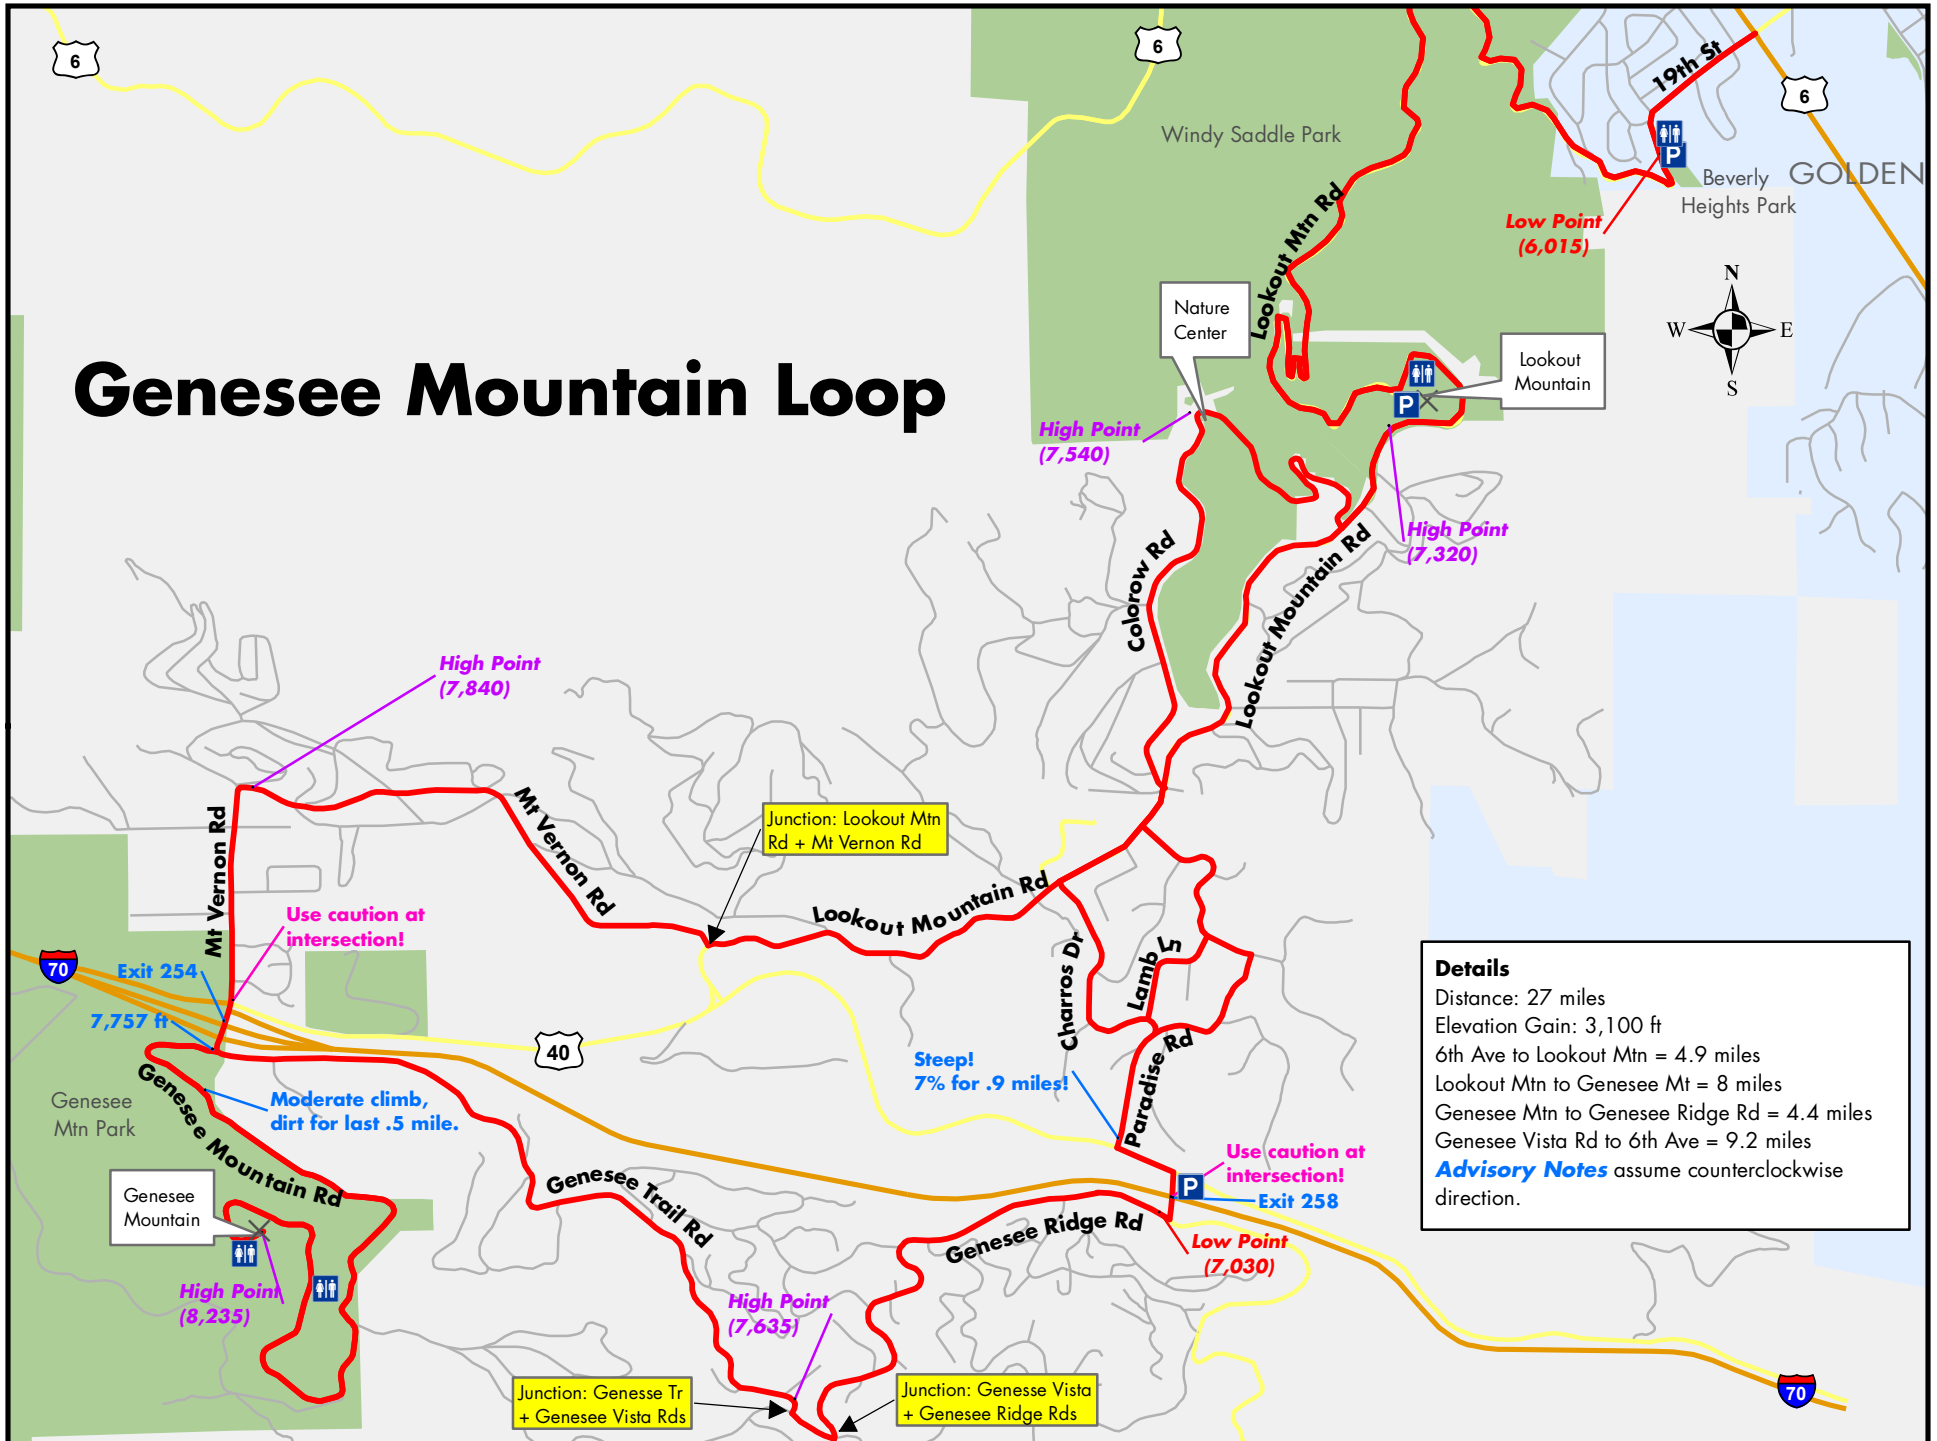 6
6
19th St
6
Windy Saddle Park
P
Beverly
Heights Park
GOLDEN
Low Point
(6,015)
Lookout Mtn Rd
N
W
E
S
Nature
Center
Lookout
Mountain
Genesee Mountain Loop
P
High Point
(7,540)
High Point
(7,320)
Colorow Rd
Lookout Mountain Rd
High Point
(7,840)
Mt Vernon Rd
Mt Vernon Rd
Junction: Lookout Mtn
Rd + Mt Vernon Rd
Lookout Mountain Rd
Use caution at
intersection!
Charros Dr
Lamb Ln
70
Exit 254
7,757 ft
40
Paradise Rd
Steep!
7% for .9 miles!
Details
Distance: 27 miles
Elevation Gain: 3,100 ft
6th Ave to Lookout Mtn = 4.9 miles
Lookout Mtn to Genesee Mt = 8 miles
Genesee Mtn to Genesee Ridge Rd = 4.4 miles
Genesee Vista Rd to 6th Ave = 9.2 miles
Advisory Notes assume counterclockwise
direction.
Genesee
Mtn Park
Genesee Mountain Rd
Moderate climb,
dirt for last .5 mile.
Use caution at
intersection!
P
Exit 258
Genesee
Mountain
Genesee Trail Rd
Genesee Ridge Rd
Low Point
(7,030)
High Point
(8,235)
High Point
(7,635)
Junction: Genesse Tr
+ Genesee Vista Rds
Junction: Genesse Vista
+ Genesee Ridge Rds
70